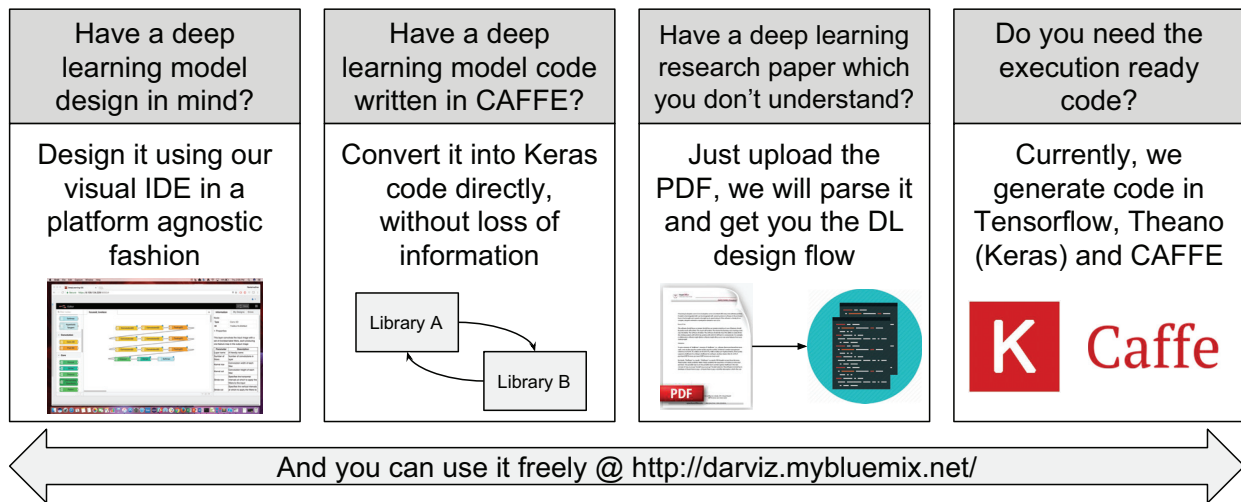 Have a deep
learning model
design in mind?
Design it using our
visual IDE in a
platform agnostic
fashion
Have a deep
learning model code
written in CAFFE?
Convert it into Keras
code directly,
without loss of
information
Library A
Library B
Have a deep learning
research paper which
you don’t understand?
Just upload the
PDF, we will parse it
and get you the DL
design flow
PDF
Do you need the
execution ready
code?
Currently, we
generate code in
Tensorflow, Theano
(Keras) and CAFFE
K
Caffe
And you can use it freely @ http://darviz.mybluemix.net/